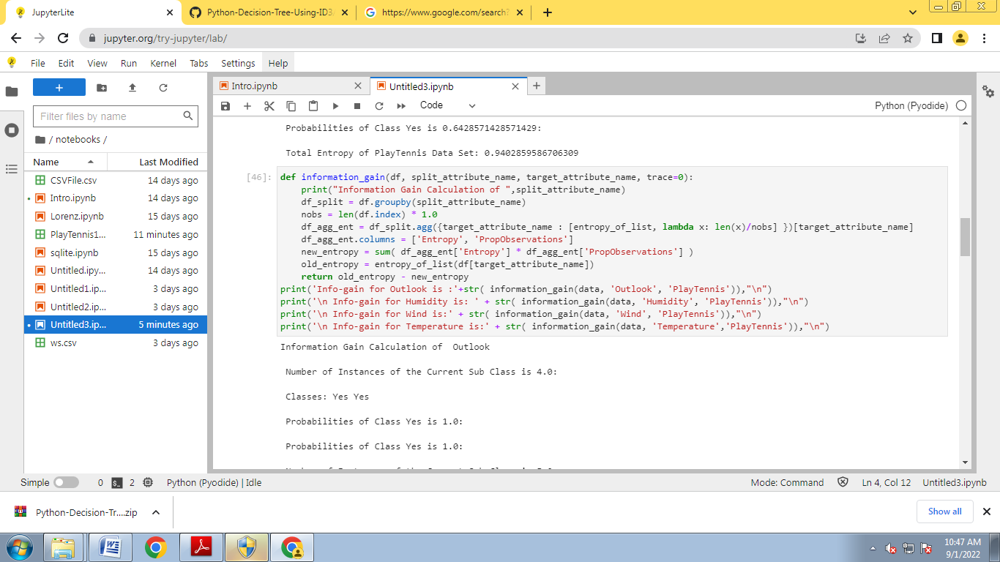 JupyterLite
Python-Decision-Tree-Using-ID3
https://www.google.com/search?
jupyter.org/try-jupyter/lab/
File Edit View Run Kernel Tabs Settings Help
+
Filter files by name
/ notebooks /
Name Last Modified
CSVFile.csv 14 days ago
Intro.ipynb 14 days ago
Lorenz.ipynb 15 days ago
PlayTennis1... 11 minutes ago
sqlite.ipynb 15 days ago
Untitled.ipy... 14 days ago
Untitled1.ip... 3 days ago
Untitled2.ip... 3 days ago
Untitled3.ip... 5 minutes ago
ws.csv 3 days ago
Intro.ipynb
Untitled3.ipynb
Code
Python (Pyodide)
Probabilities of Class Yes is 0.6428571428571429:
Total Entropy of PlayTennis Data Set: 0.9402859586706309
[46]: def information_gain(df, split_attribute_name, target_attribute_name, trace=0):
    print("Information Gain Calculation of ",split_attribute_name)
    df_split = df.groupby(split_attribute_name)
    nobs = len(df.index) * 1.0
    df_agg_ent = df_split.agg({target_attribute_name : [entropy_of_list, lambda x: len(x)/nobs] })[target_attribute_name]
    df_agg_ent.columns = ['Entropy', 'PropObservations']
    new_entropy = sum( df_agg_ent['Entropy'] * df_agg_ent['PropObservations'] )
    old_entropy = entropy_of_list(df[target_attribute_name])
    return old_entropy - new_entropy
print('Info-gain for Outlook is :'+str( information_gain(data, 'Outlook', 'PlayTennis')),"\n")
print('\n Info-gain for Humidity is: ' + str( information_gain(data, 'Humidity', 'PlayTennis')),"\n")
print('\n Info-gain for Wind is:' + str( information_gain(data, 'Wind', 'PlayTennis')),"\n")
print('\n Info-gain for Temperature is:' + str( information_gain(data, 'Temperature','PlayTennis')),"\n")
Information Gain Calculation of  Outlook
Number of Instances of the Current Sub Class is 4.0:
Classes: Yes Yes
Probabilities of Class Yes is 1.0:
Probabilities of Class Yes is 1.0:
Simple 0 2 Python (Pyodide) | Idle Mode: Command Ln 4, Col 12 Untitled3.ipynb
Python-Decision-Tr....zip
Show all
10:47 AM
9/1/2022